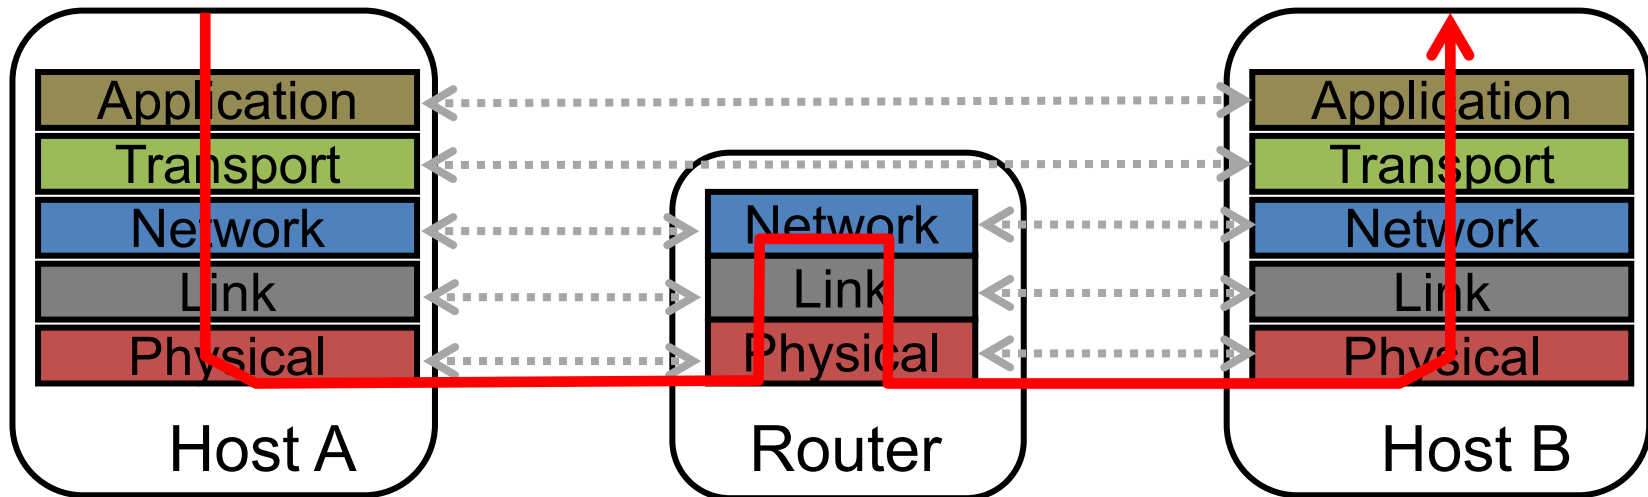 Application
Transport
Network
Link
Physical
Host A
Network
Link
Physical
Router
Application
Transport
Network
Link
Physical
Host B